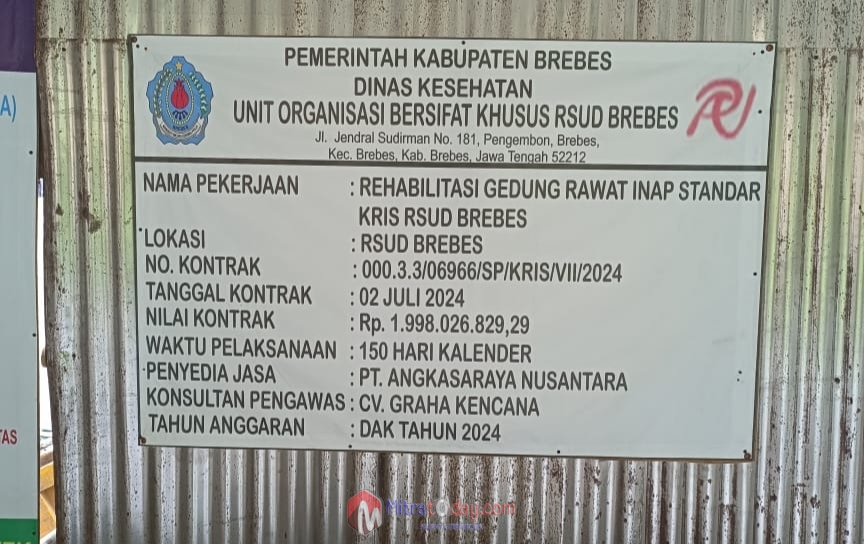 PEMERINTAH KABUPATEN BREBES
DINAS KESEHATAN
UNIT ORGANISASI BERSIFAT KHUSUS RSUD BREBES
Jl. Jendral Sudirman No. 181, Pengembon, Brebes,
Kec. Brebes, Kab. Brebes, Jawa Tengah 52212
NAMA PEKERJAAN : REHABILITASI GEDUNG RAWAT INAP STANDAR
KRIS RSUD BREBES
LOKASI : RSUD BREBES
NO. KONTRAK : 000.3.3/06966/SP/KRIS/VII/2024
TANGGAL KONTRAK : 02 JULI 2024
NILAI KONTRAK : Rp. 1.998.026.829,29
WAKTU PELAKSANAAN : 150 HARI KALENDER
PENYEDIA JASA : PT. ANGKASARAYA NUSANTARA
KONSULTAN PENGAWAS : CV. GRAHA KENCANA
TAHUN ANGGARAN : DAK TAHUN 2024
A)
TAS